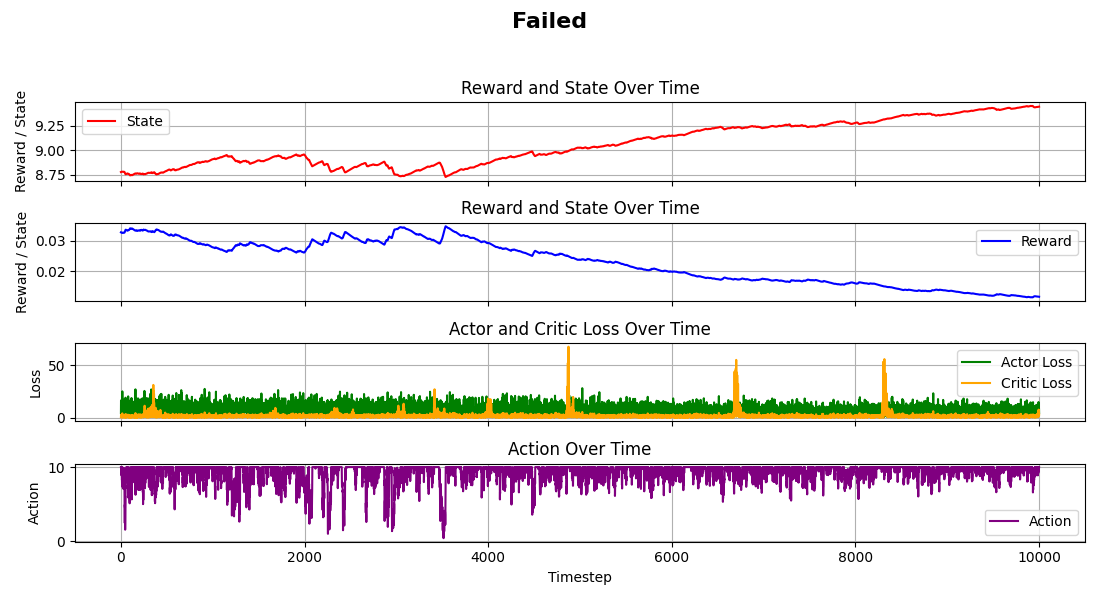 Failed
Reward and State Over Time
Reward / State
9.25
9.00
8.75
State
Reward and State Over Time
Reward / State
0.03
0.02
Reward
Actor and Critic Loss Over Time
Loss
50
0
Actor Loss
Critic Loss
Action Over Time
Action
10
0
Action
0 2000 4000 6000 8000 10000
Timestep